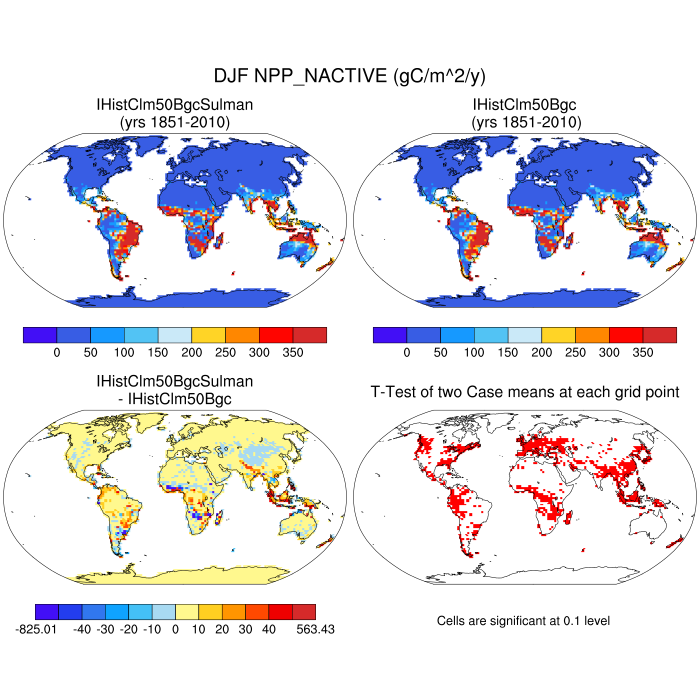 DJF NPP_NACTIVE (gC/m^2/y)
IHistClm50BgcSulman
(yrs 1851-2010)
IHistClm50Bgc
(yrs 1851-2010)
0 50 100 150 200 250 300 350
0 50 100 150 200 250 300 350
IHistClm50BgcSulman
- IHistClm50Bgc
T-Test of two Case means at each grid point
-825.01 -40 -30 -20 -10 0 10 20 30 40 563.43
Cells are significant at 0.1 level